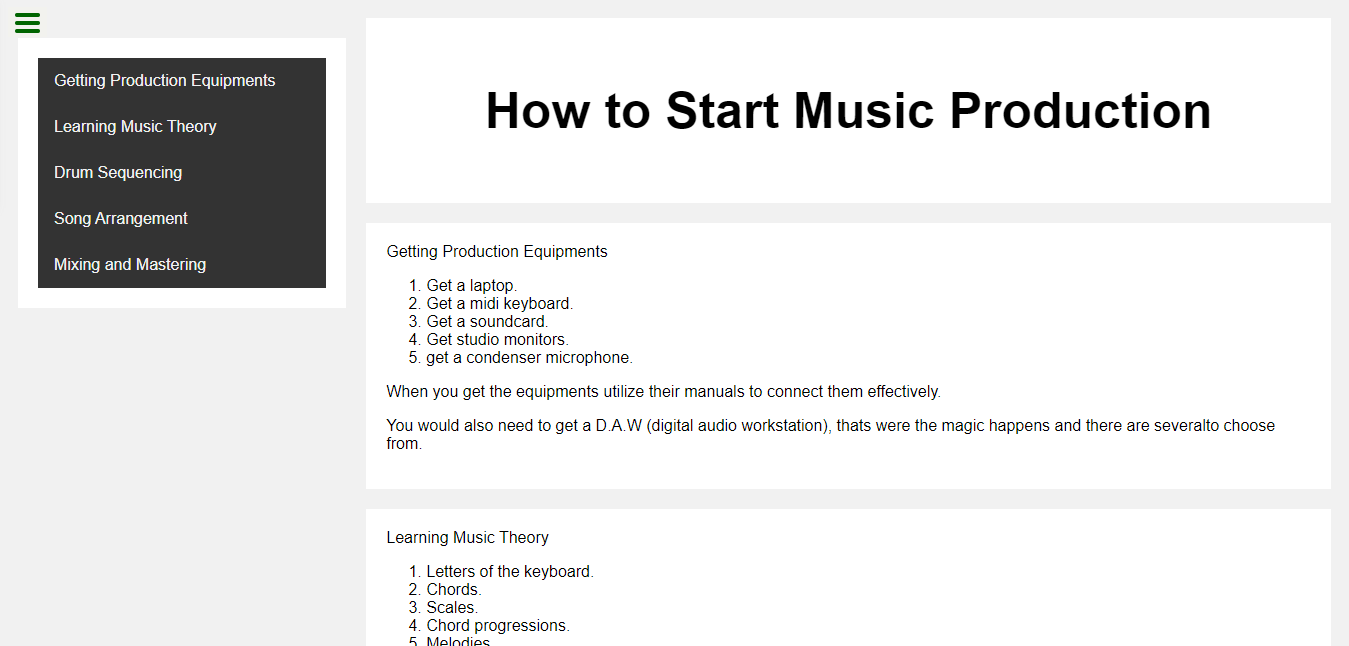 Getting Production Equipments
Learning Music Theory
Drum Sequencing
Song Arrangement
Mixing and Mastering
How to Start Music Production
Getting Production Equipments
1. Get a laptop.
2. Get a midi keyboard.
3. Get a soundcard.
4. Get studio monitors.
5. get a condenser microphone.
When you get the equipments utilize their manuals to connect them effectively.
You would also need to get a D.A.W (digital audio workstation), thats were the magic happens and there are severalto choose
from.
Learning Music Theory
1. Letters of the keyboard.
2. Chords.
3. Scales.
4. Chord progressions.
5. Melodies